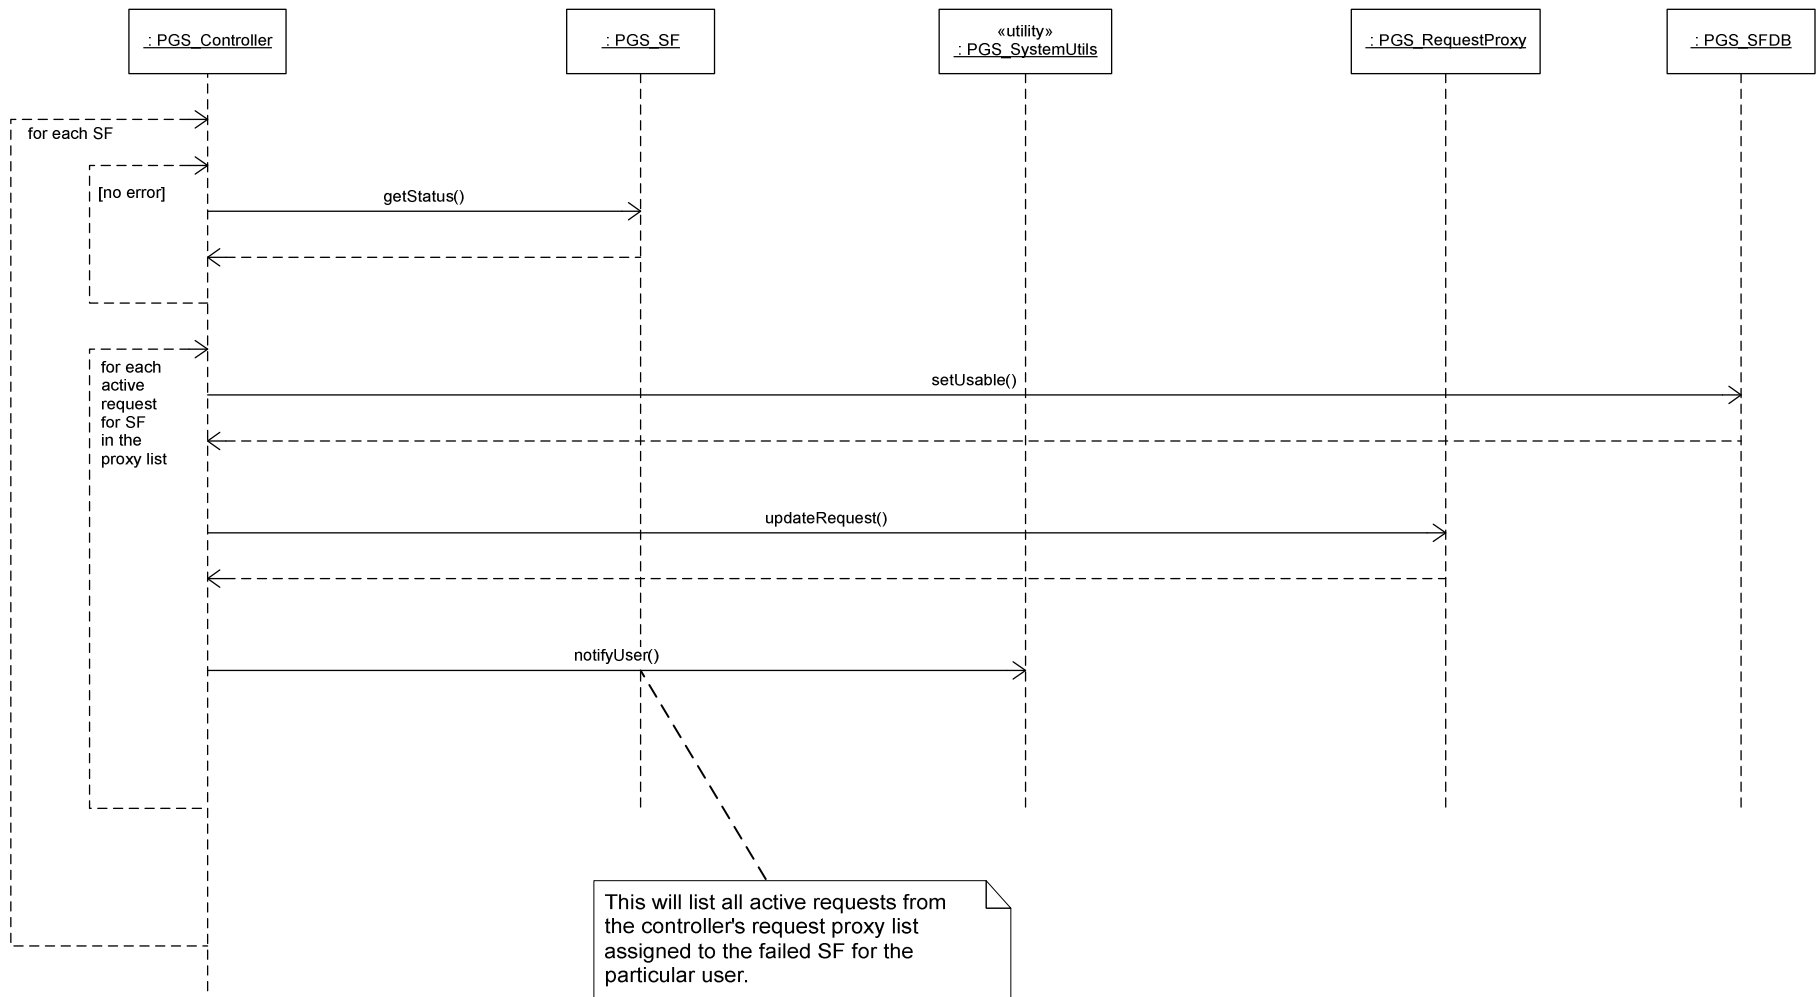 : PGS_Controller
: PGS_SF
«utility»
: PGS_SystemUtils
: PGS_RequestProxy
: PGS_SFDB
for each SF
[no error]
getStatus()
for each
active
request
for SF
in the
proxy list
setUsable()
updateRequest()
notifyUser()
This will list all active requests from
the controller's request proxy list
assigned to the failed SF for the
particular user.